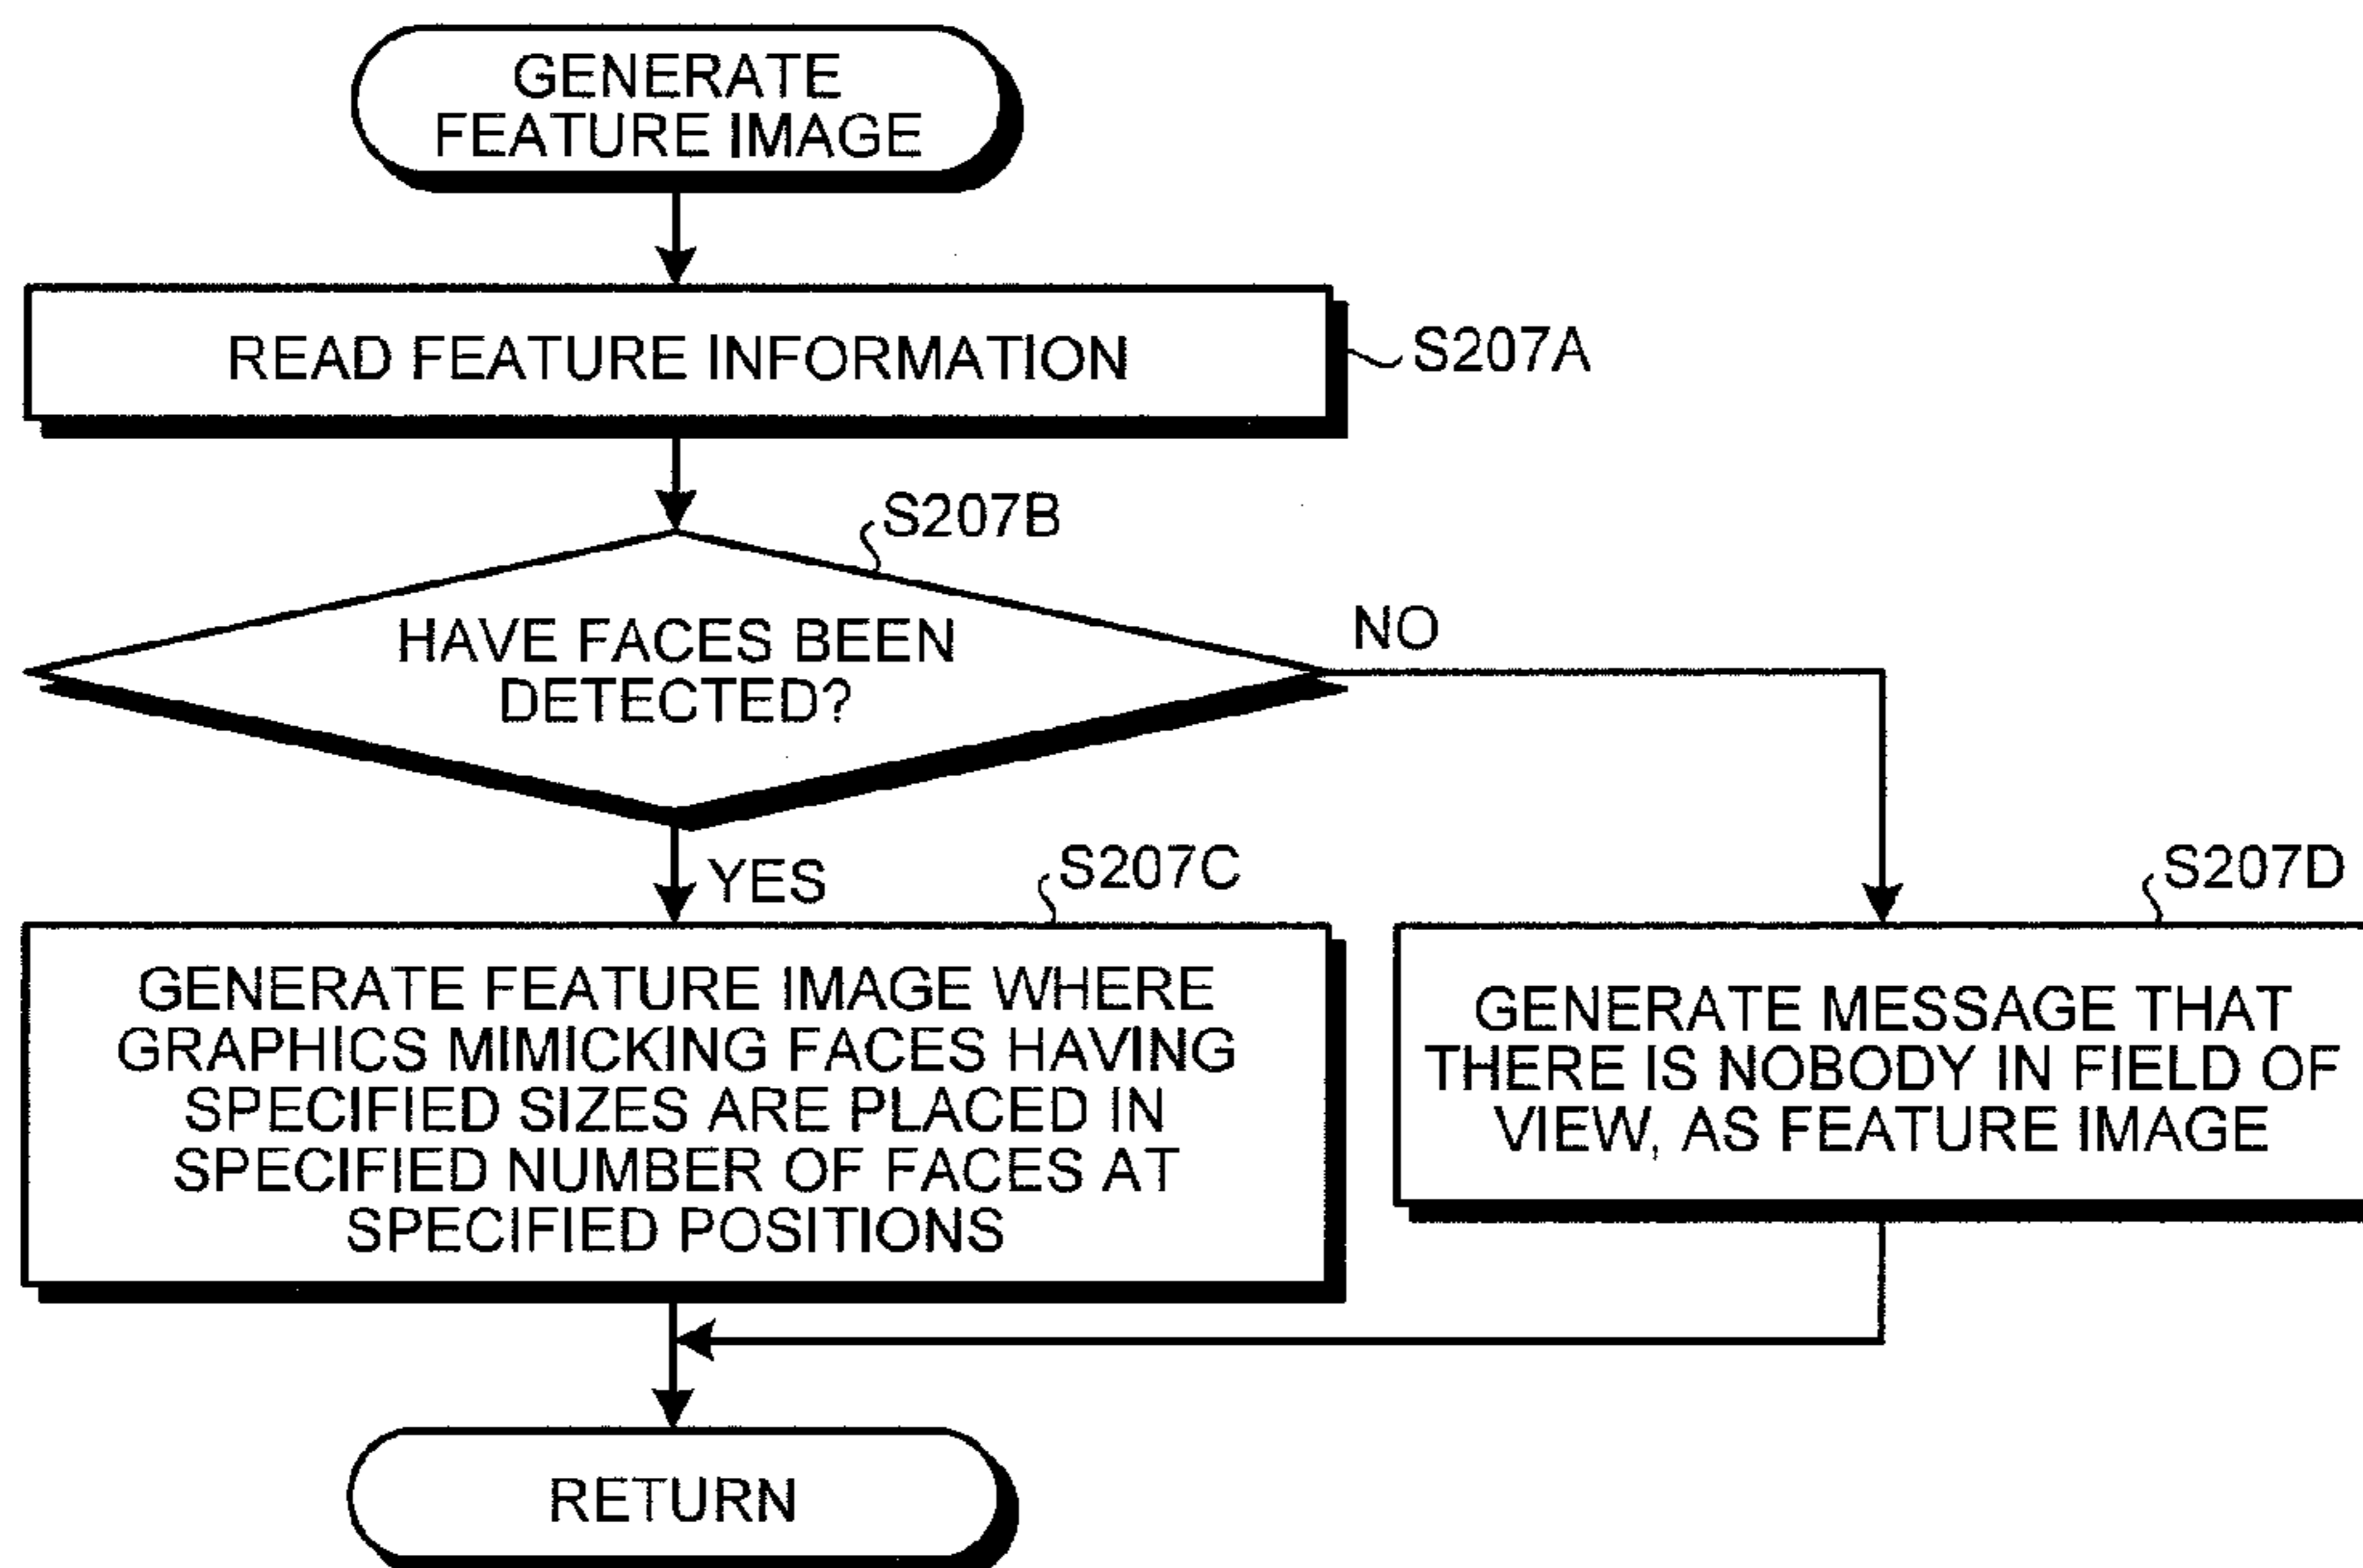 GENERATE
FEATURE IMAGE
READ FEATURE INFORMATION
S207A
S207B
HAVE FACES BEEN
DETECTED?
NO
YES
S207C
GENERATE FEATURE IMAGE WHERE
GRAPHICS MIMICKING FACES HAVING
SPECIFIED SIZES ARE PLACED IN
SPECIFIED NUMBER OF FACES AT
SPECIFIED POSITIONS
S207D
GENERATE MESSAGE THAT
THERE IS NOBODY IN FIELD OF
VIEW, AS FEATURE IMAGE
RETURN